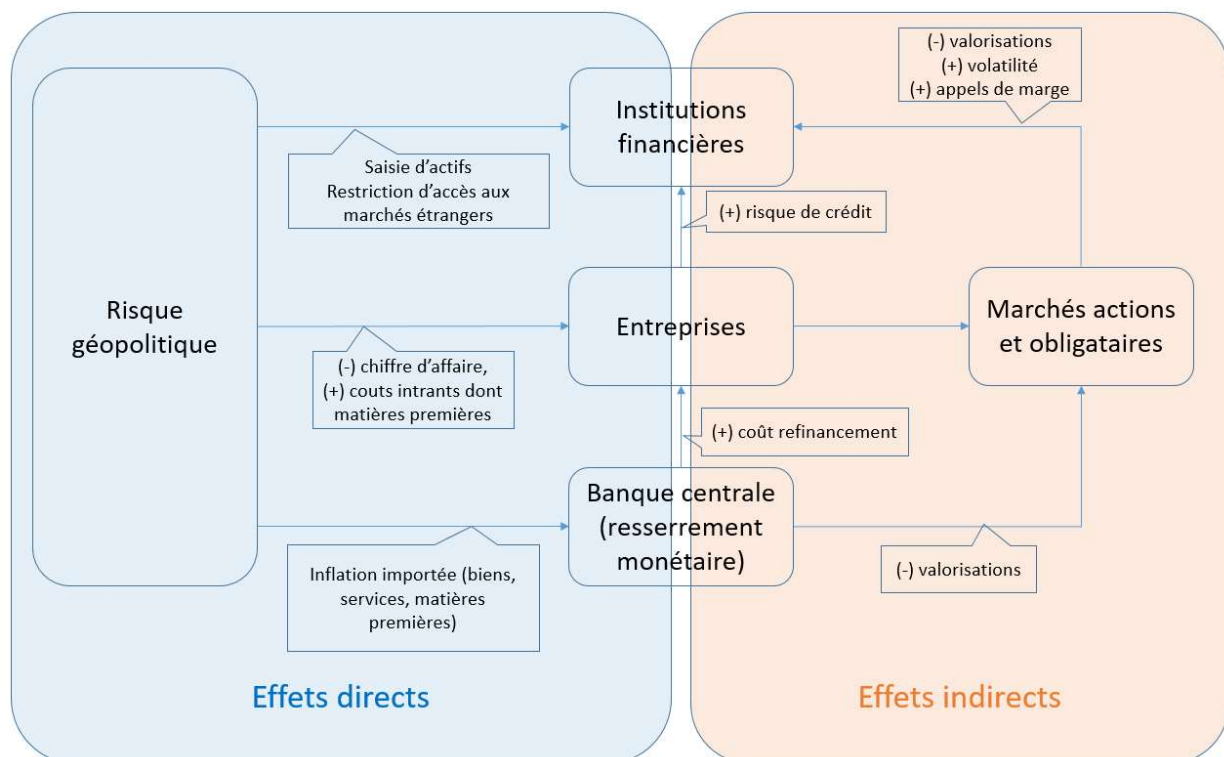 (-) valorisations
(+) volatilité
(+) appels de marge
Institutions
financières
Saisie d'actifs
Restriction d'accès aux
marchés étrangers
(+) risque de crédit
Risque
géopolitique
Entreprises
Marchés actions
et obligataires
(-) chiffre d'affaire,
(+) couts intrants dont
matières premières
(+) coût refinancement
Banque centrale
(resserrement
monétaire)
Inflation importée (biens,
services, matières
premières)
(-) valorisations
Effets directs
Effets indirects